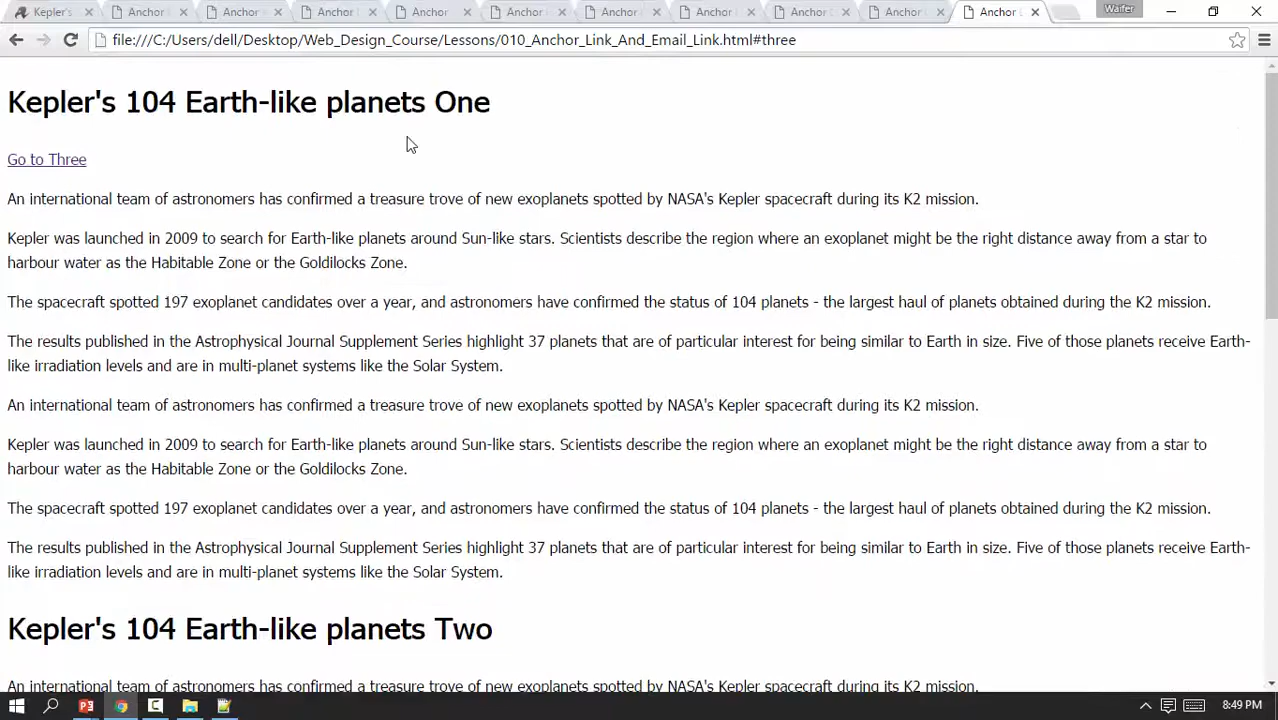 Kepler's
Anchor
Anchor
Anchor
Anchor
Anchor
Anchor
Anchor
Anchor
Anchor
Anchor
Waifer
file:///C:/Users/dell/Desktop/Web_Design_Course/Lessons/010_Anchor_Link_And_Email_Link.html#three
Kepler's 104 Earth-like planets One
Go to Three
An international team of astronomers has confirmed a treasure trove of new exoplanets spotted by NASA's Kepler spacecraft during its K2 mission.
Kepler was launched in 2009 to search for Earth-like planets around Sun-like stars. Scientists describe the region where an exoplanet might be the right distance away from a star to
harbour water as the Habitable Zone or the Goldilocks Zone.
The spacecraft spotted 197 exoplanet candidates over a year, and astronomers have confirmed the status of 104 planets - the largest haul of planets obtained during the K2 mission.
The results published in the Astrophysical Journal Supplement Series highlight 37 planets that are of particular interest for being similar to Earth in size. Five of those planets receive Earth-
like irradiation levels and are in multi-planet systems like the Solar System.
An international team of astronomers has confirmed a treasure trove of new exoplanets spotted by NASA's Kepler spacecraft during its K2 mission.
Kepler was launched in 2009 to search for Earth-like planets around Sun-like stars. Scientists describe the region where an exoplanet might be the right distance away from a star to
harbour water as the Habitable Zone or the Goldilocks Zone.
The spacecraft spotted 197 exoplanet candidates over a year, and astronomers have confirmed the status of 104 planets - the largest haul of planets obtained during the K2 mission.
The results published in the Astrophysical Journal Supplement Series highlight 37 planets that are of particular interest for being similar to Earth in size. Five of those planets receive Earth-
like irradiation levels and are in multi-planet systems like the Solar System.
Kepler's 104 Earth-like planets Two
An international team of astronomers has confirmed a treasure trove of new exoplanets spotted by NASA's Kepler spacecraft during its K2 mission.
8:49 PM